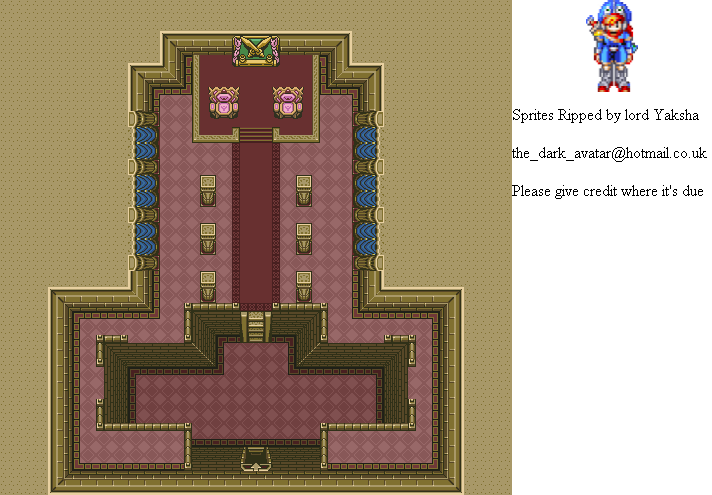 Sprites Ripped by lord Yaksha
the_dark_avatar@hotmail.co.uk
Please give credit where it's due